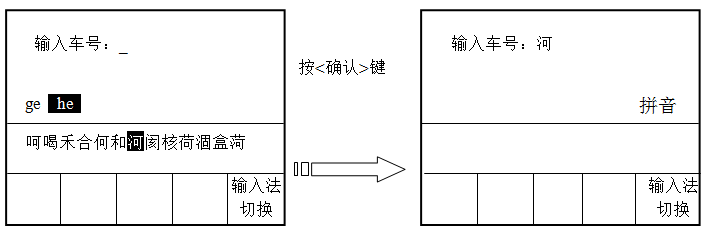 输入车号：_
ge he
呵喝禾合何和河阂核荷涸盒菏
输入法
切换
按<确认>键
输入车号：河
拼音
输入法
切换